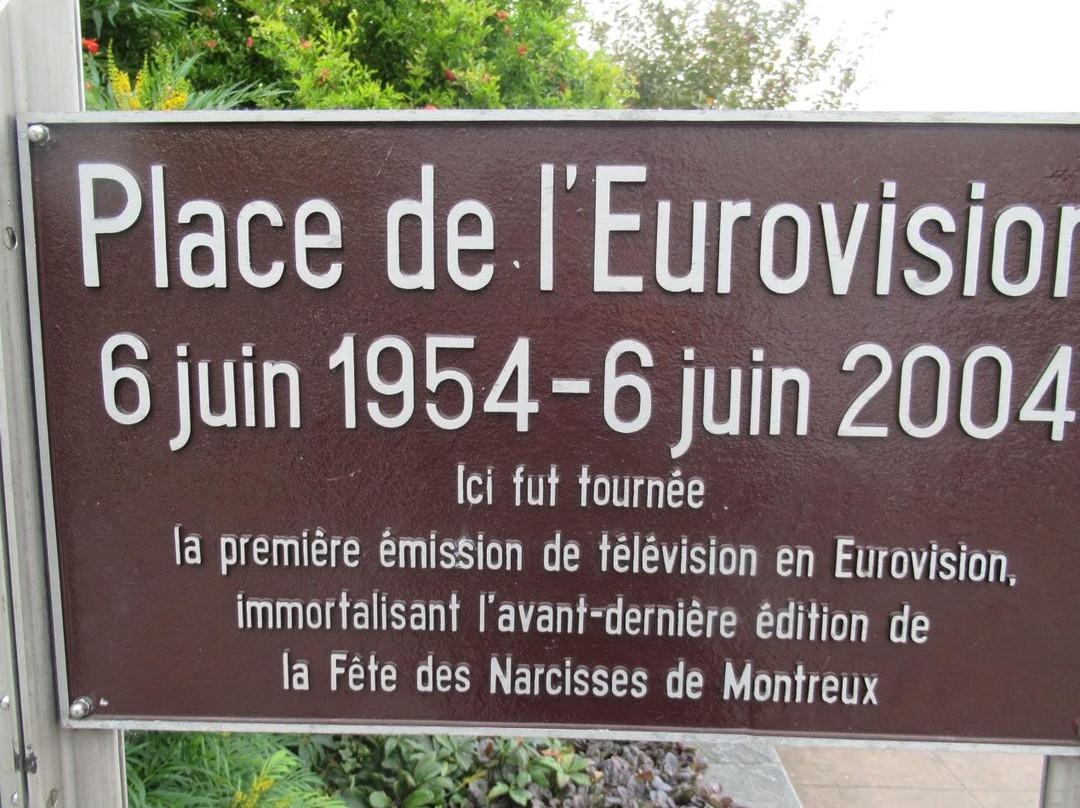 Place de l'Eurovision
6 juin 1954-6 juin 2004
Ici fut tournée
la première émission de télévision en Eurovision,
immortalisant l'avant-dernière édition de
la Fête des Narcisses de Montreux